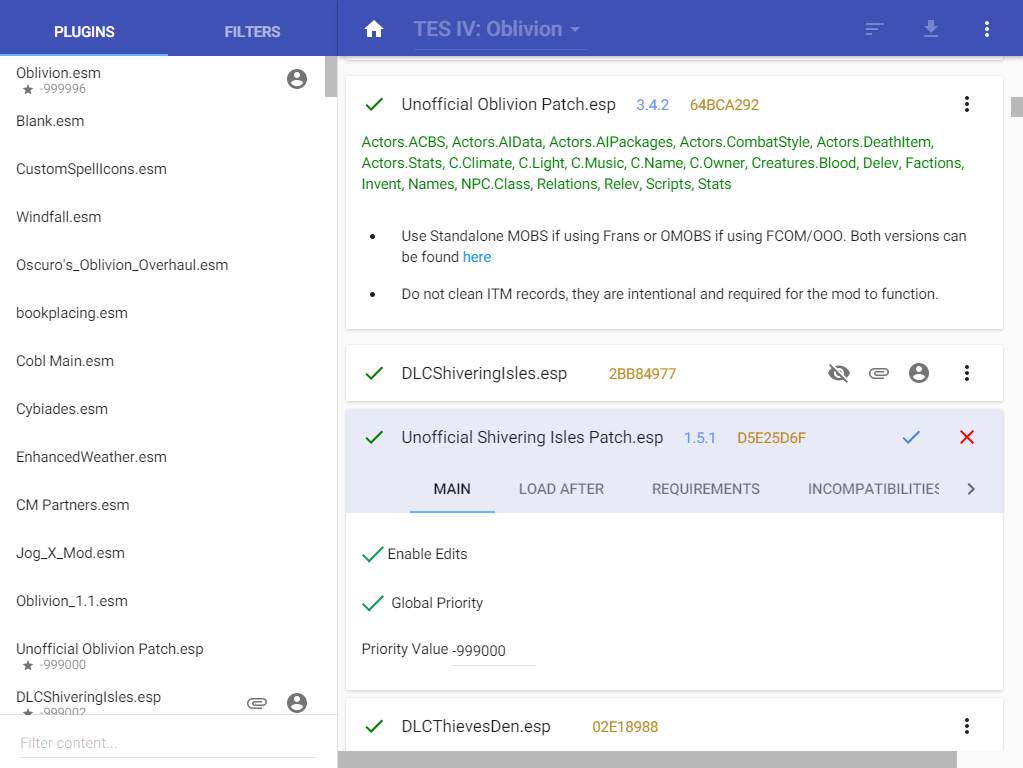 PLUGINS
FILTERS
TES IV: Oblivion
Oblivion.esm
-999996
Blank.esm
CustomSpellIcons.esm
Windfall.esm
Oscuro's_Oblivion_Overhaul.esm
bookplacing.esm
Cobl Main.esm
Cybiades.esm
EnhancedWeather.esm
CM Partners.esm
Jog_X_Mod.esm
Oblivion_1.1.esm
Unofficial Oblivion Patch.esp
-999000
DLCShiveringIsles.esp
-999002
Filter content...
Unofficial Oblivion Patch.esp 3.4.2 64BCA292
Actors.ACBS, Actors.AIData, Actors.AIPackages, Actors.CombatStyle, Actors.DeathItem,
Actors.Stats, C.Climate, C.Light, C.Music, C.Name, C.Owner, Creatures.Blood, Delev, Factions,
Invent, Names, NPC.Class, Relations, Relev, Scripts, Stats
• Use Standalone MOBS if using Frans or OMOBS if using FCOM/OOO. Both versions can
be found here
• Do not clean ITM records, they are intentional and required for the mod to function.
DLCShiveringIsles.esp 2BB84977
Unofficial Shivering Isles Patch.esp 1.5.1 D5E25D6F
MAIN LOAD AFTER REQUIREMENTS INCOMPATIBILITIES
Enable Edits
Global Priority
Priority Value -999000
DLCThievesDen.esp 02E18988